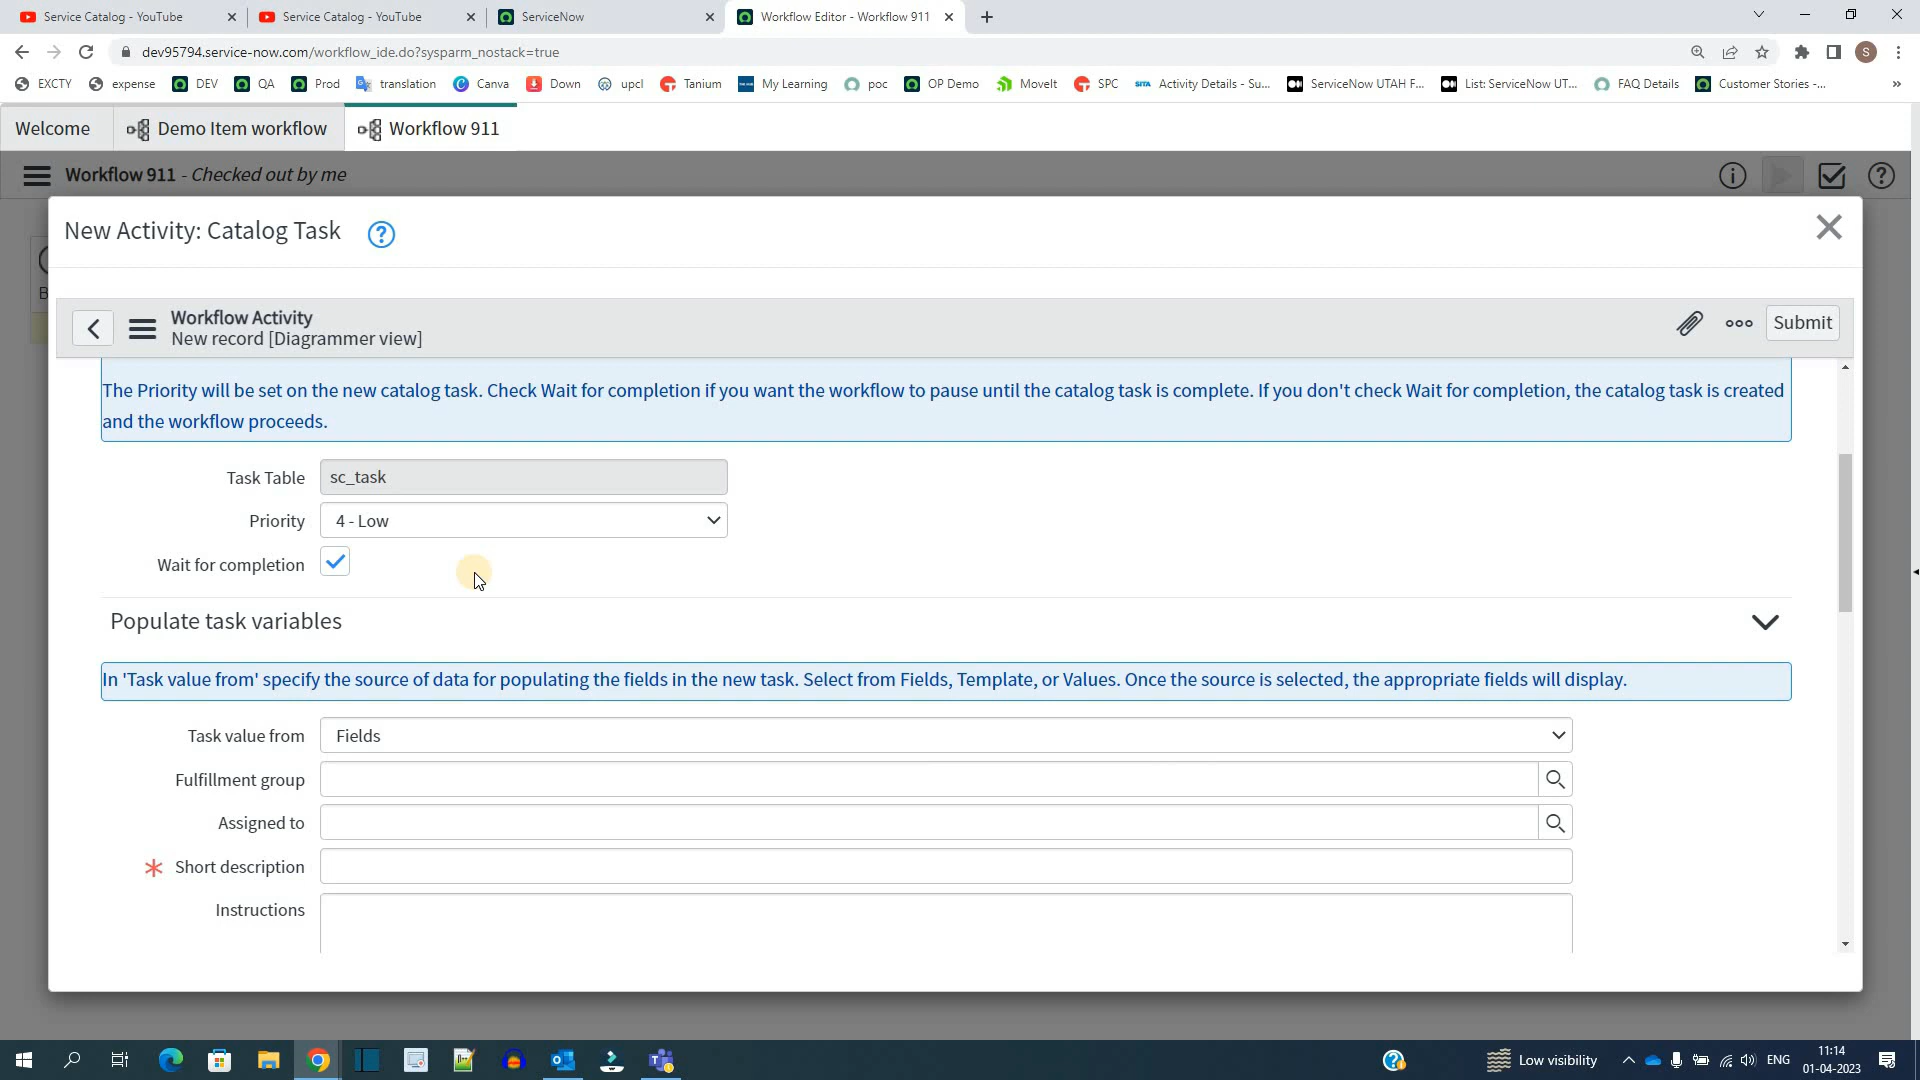 Service Catalog - YouTube
Service Catalog - YouTube
ServiceNow
Workflow Editor - Workflow 911
dev95794.service-now.com/workflow_ide.do?sysparm_nostack=true
S
EXCTY
expense
DEV
QA
Prod
translation
Canva
Down
upcl
Tanium
My Learning
poc
OP Demo
MoveIt
SPC
SITA
Activity Details - Su...
ServiceNow UTAH F...
List: ServiceNow UT...
FAQ Details
Customer Stories -...
»
Welcome
Demo Item workflow
Workflow 911
Workflow 911 - Checked out by me
New Activity: Catalog Task
Workflow Activity
New record [Diagrammer view]
Submit
The Priority will be set on the new catalog task. Check Wait for completion if you want the workflow to pause until the catalog task is complete. If you don't check Wait for completion, the catalog task is created
and the workflow proceeds.
Task Table
sc_task
Priority
4 - Low
Wait for completion
Populate task variables
In 'Task value from' specify the source of data for populating the fields in the new task. Select from Fields, Template, or Values. Once the source is selected, the appropriate fields will display.
Task value from
Fields
Fulfillment group
Assigned to
Short description
Instructions
Low visibility
ENG
11:14
01-04-2023